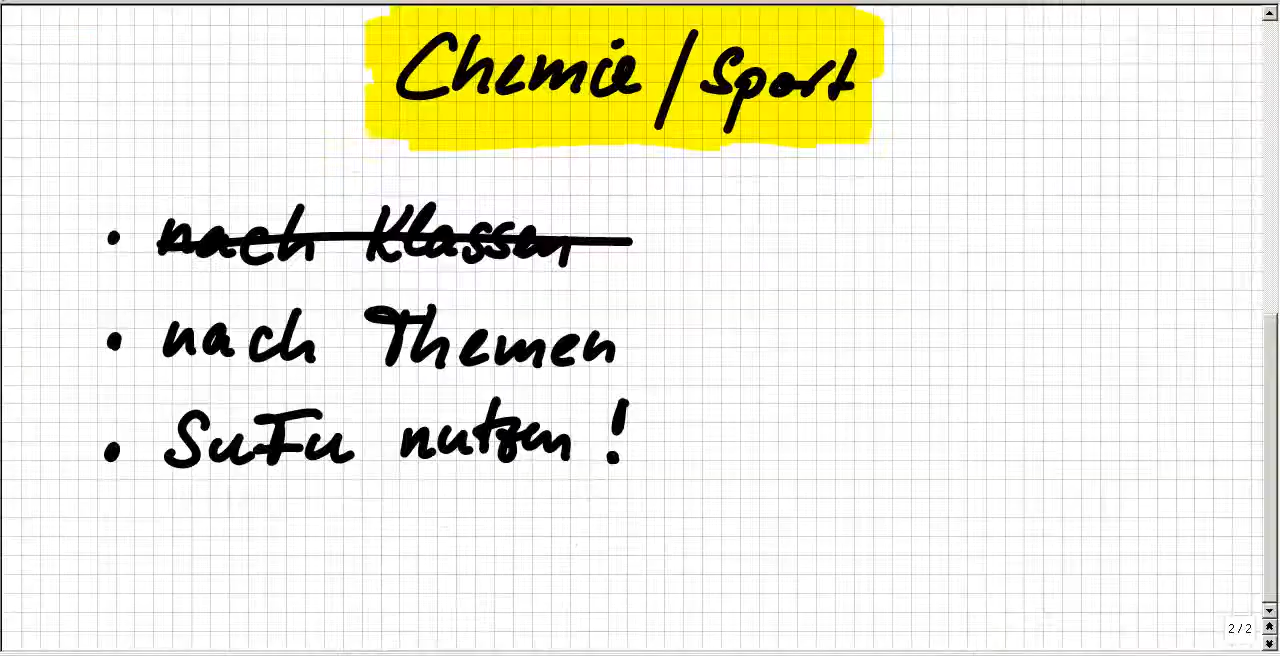 Chemie/Sport
• nach Klassen
• nach Themen
• SuFu nutzen!
2/2